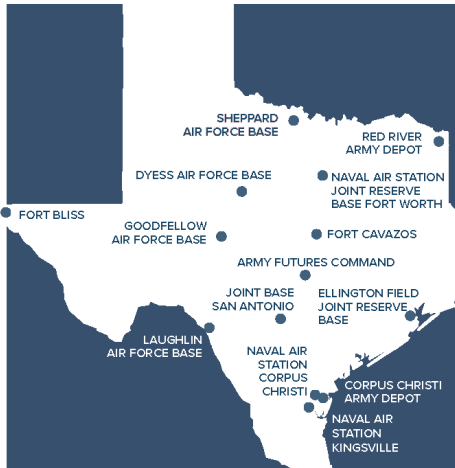 SHEPPARD
AIR FORCE BASE
RED RIVER
ARMY DEPOT
DYESS AIR FORCE BASE
NAVAL AIR STATION
JOINT RESERVE
BASE FORT WORTH
FORT BLISS
GOODFELLOW
AIR FORCE BASE
FORT CAVAZOS
ARMY FUTURES COMMAND
JOINT BASE
SAN ANTONIO
ELLINGTON FIELD
JOINT RESERVE
BASE
LAUGHLIN
AIR FORCE BASE
NAVAL AIR
STATION
CORPUS
CHRISTI
CORPUS CHRISTI
ARMY DEPOT
NAVAL AIR
STATION
KINGSVILLE